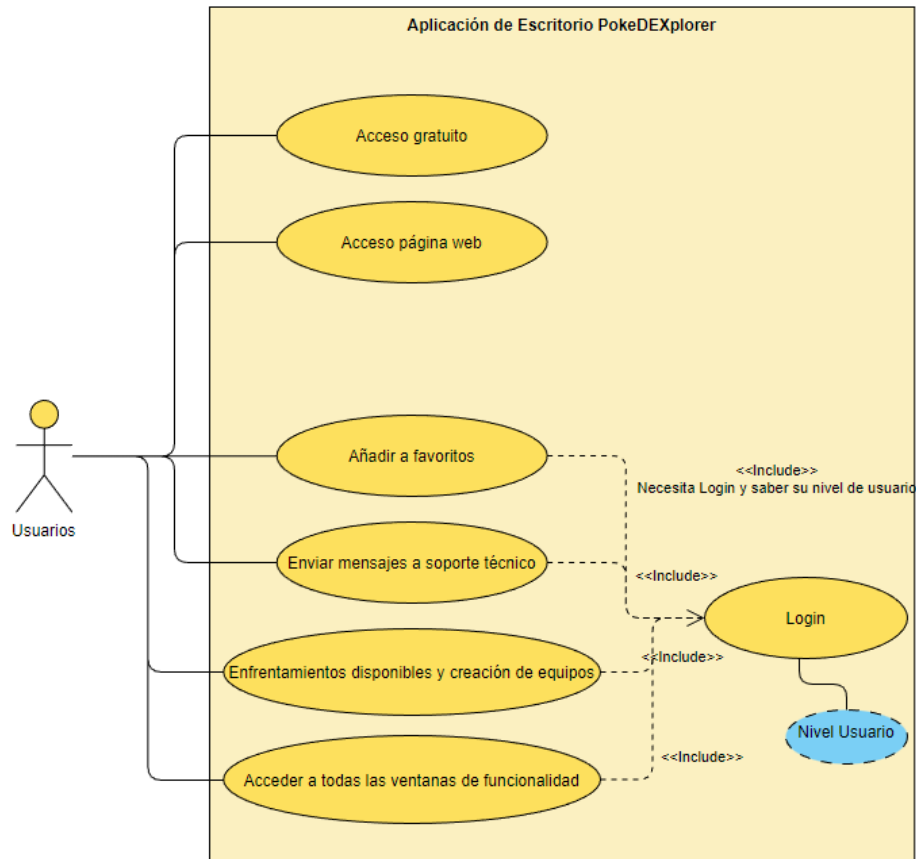 Aplicación de Escritorio PokeDEXplorer
Acceso gratuito
Acceso página web
Añadir a favoritos
<<Include>>
Necesita Login y saber su nivel de usuario
Usuarios
Enviar mensajes a soporte técnico
<<Include>>
Login
Enfrentamientos disponibles y creación de equipos
<<Include>>
Nivel Usuario
Acceder a todas las ventanas de funcionalidad
<<Include>>